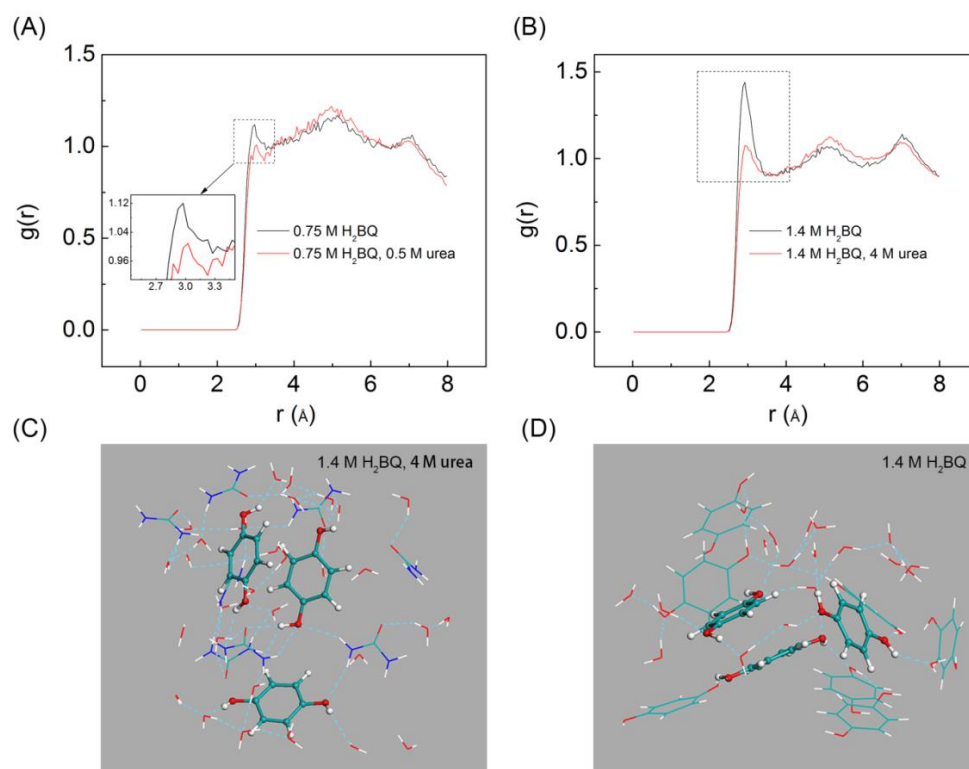 (A)
g(r)
1.5
1.0
0.5
0.0
1.12
1.04
0.96
2.7 3.0 3.3
0.75 M H₂BQ
0.75 M H₂BQ, 0.5 M urea
0 2 4 6 8
r (Å)
(B)
g(r)
1.5
1.0
0.5
0.0
1.4 M H₂BQ
1.4 M H₂BQ, 4 M urea
0 2 4 6 8
r (Å)
(C)
1.4 M H₂BQ, 4 M urea
(D)
1.4 M H₂BQ